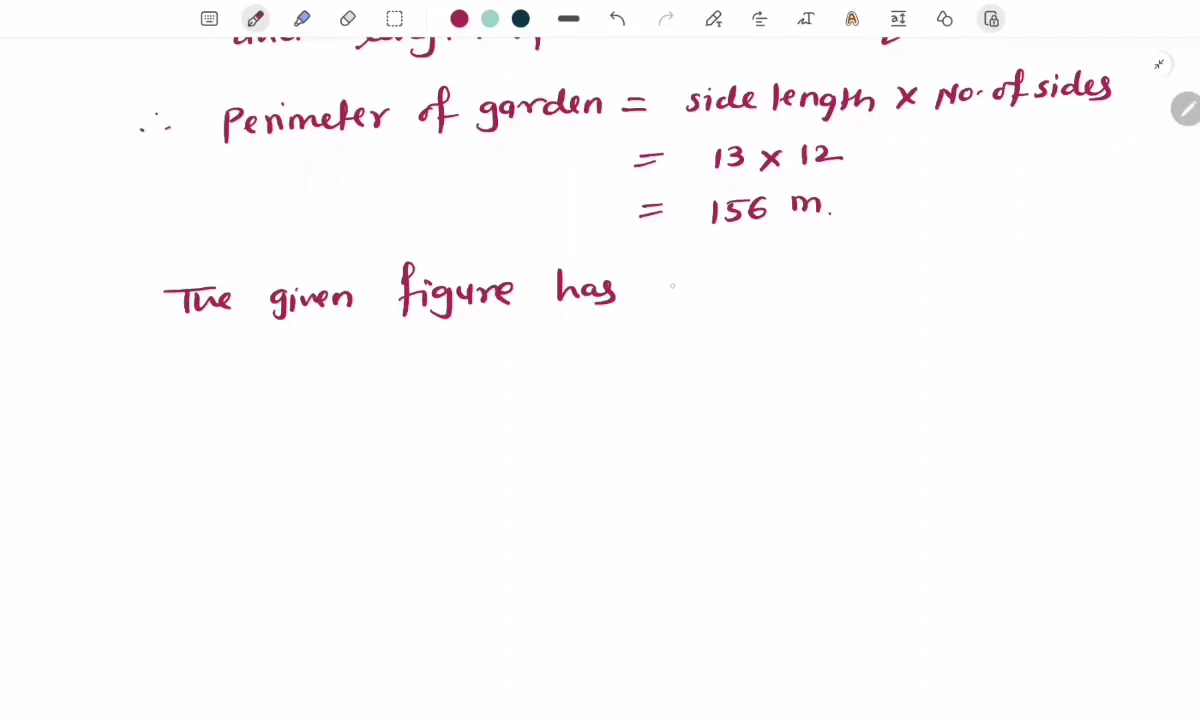 ∴ Perimeter of garden = side length × No. of sides
= 13 × 12
= 156 m.
The given figure has